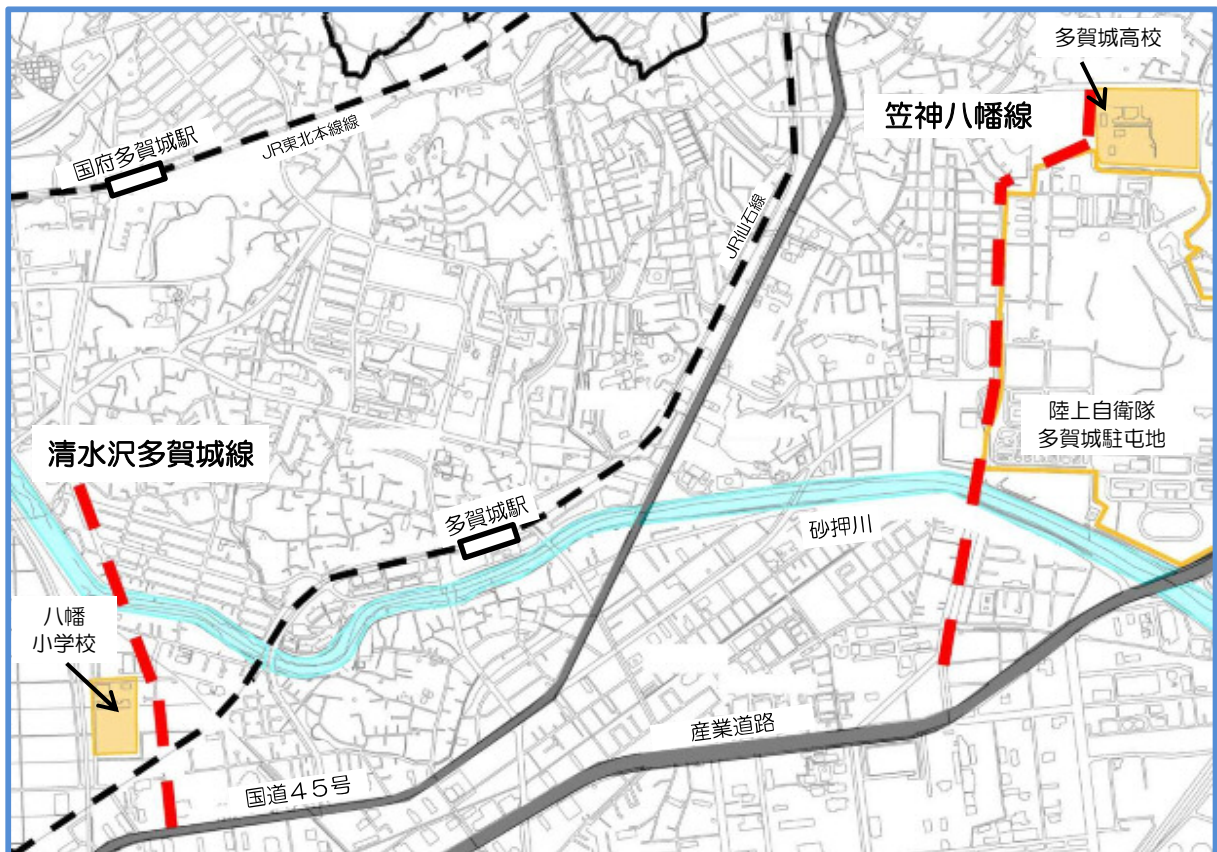 多賀城高校
笠神八幡線
国府多賀城駅
JR東北本線線
JR仙石線
陸上自衛隊
多賀城駐屯地
清水沢多賀城線
多賀城駅
砂押川
八幡
小学校
産業道路
国道45号